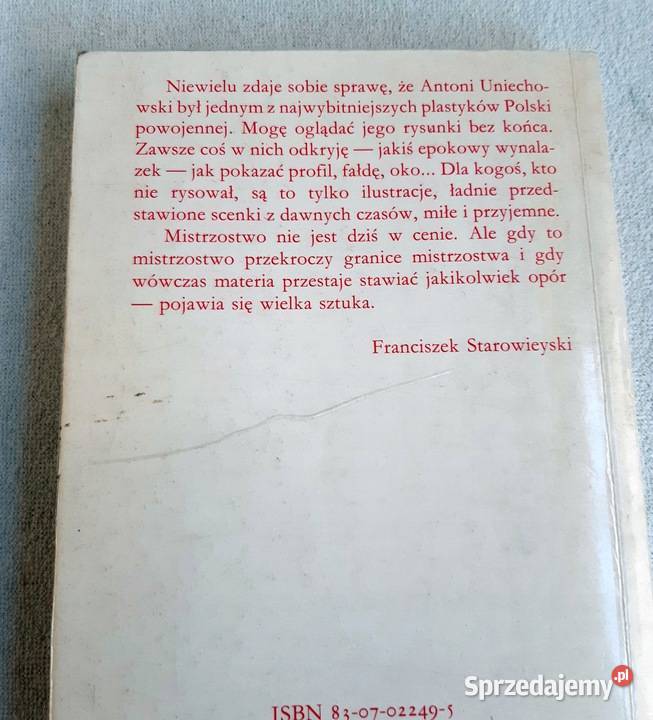 Niewielu zdaje sobie sprawę, że Antoni Uniecho-
wski był jednym z najwybitniejszych plastyków Polski
powojennej. Mogę oglądać jego rysunki bez końca.
Zawsze coś w nich odkryję — jakiś epokowy wynala-
zek — jak pokazać profil, fałdę, oko... Dla kogoś, kto
nie rysował, są to tylko ilustracje, ładnie przed-
stawione scenki z dawnych czasów, miłe i przyjemne.
Mistrzostwo nie jest dziś w cenie. Ale gdy to
mistrzostwo przekroczy granice mistrzostwa i gdy
wówczas materia przestaje stawiać jakikolwiek opór
— pojawia się wielka sztuka.
Franciszek Starowieyski
ISBN 83-07-02249-5
Sprzedajemy.pl